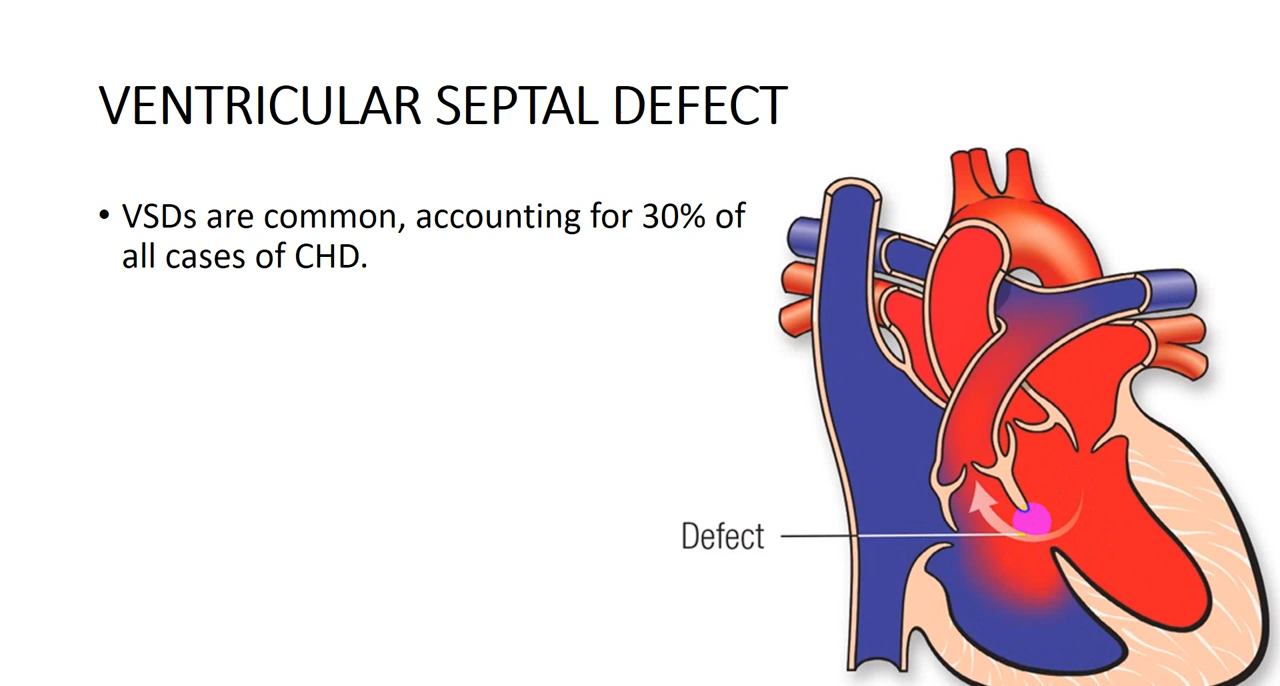 VENTRICULAR SEPTAL DEFECT
• VSDs are common, accounting for 30% of
all cases of CHD.
Defect